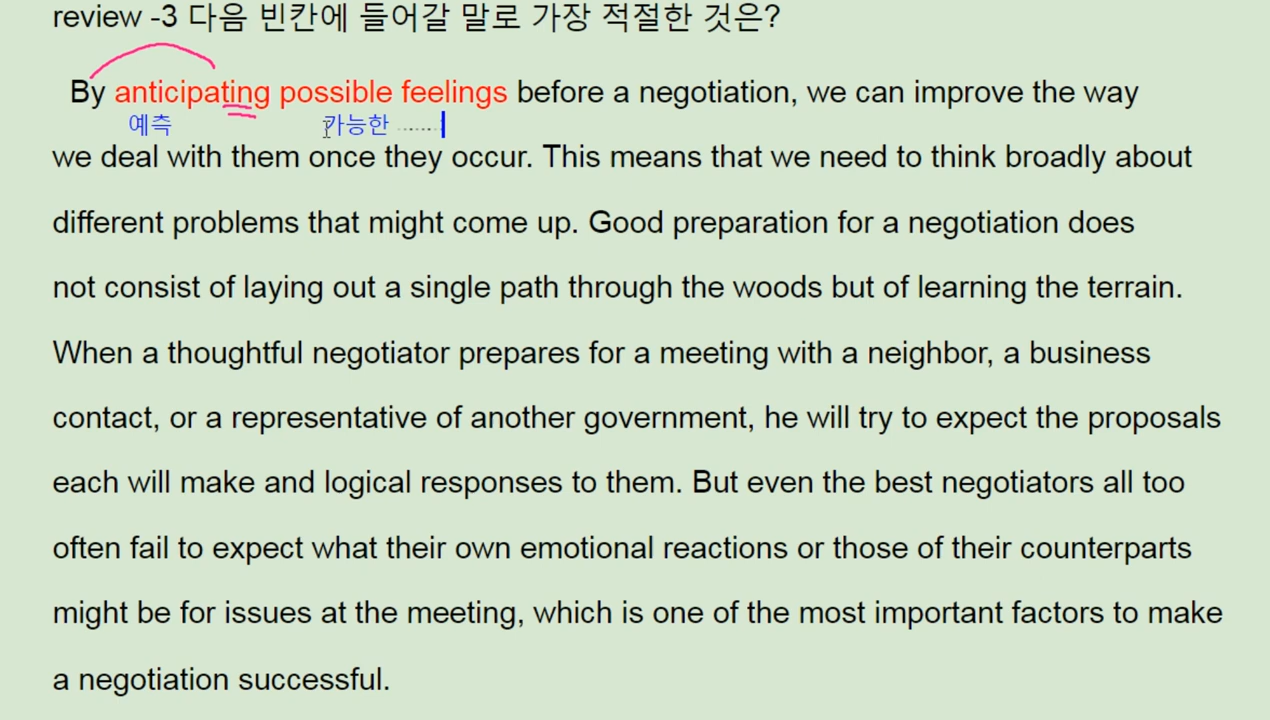 review -3 다음 빈칸에 들어갈 말로 가장 적절한 것은?
By anticipating possible feelings before a negotiation, we can improve the way
예측 가능한 .......
we deal with them once they occur. This means that we need to think broadly about
different problems that might come up. Good preparation for a negotiation does
not consist of laying out a single path through the woods but of learning the terrain.
When a thoughtful negotiator prepares for a meeting with a neighbor, a business
contact, or a representative of another government, he will try to expect the proposals
each will make and logical responses to them. But even the best negotiators all too
often fail to expect what their own emotional reactions or those of their counterparts
might be for issues at the meeting, which is one of the most important factors to make
a negotiation successful.